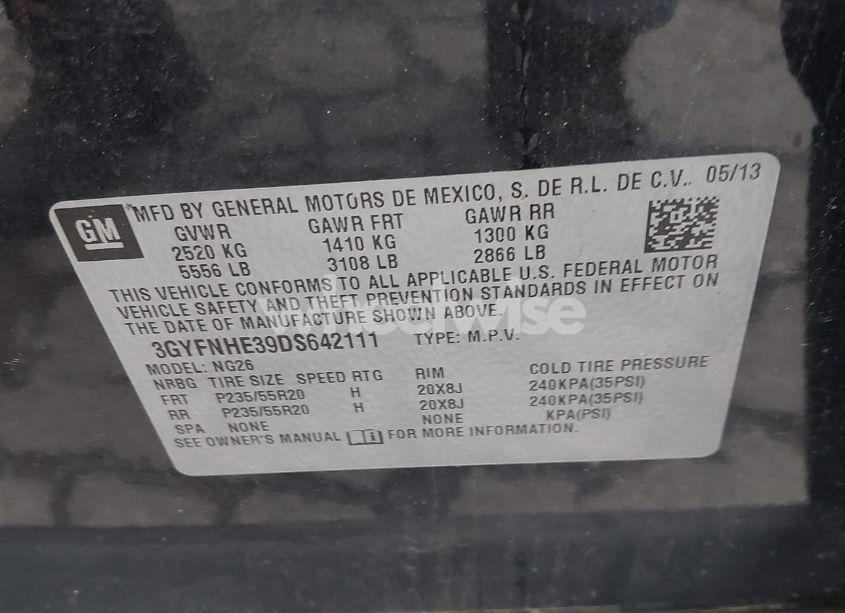 GM
MFD BY GENERAL MOTORS DE MEXICO, S. DE R.L. DE C.V. 05/13
GVWR GAWR FRT GAWR RR
2520 KG 1410 KG 1300 KG
5556 LB 3108 LB 2866 LB
THIS VEHICLE CONFORMS TO ALL APPLICABLE U.S. FEDERAL MOTOR
VEHICLE SAFETY AND THEFT PREVENTION STANDARDS IN EFFECT ON
THE DATE OF MANUFACTURE SHOWN ABOVE.
3GYFNHE39DS642111 TYPE: M.P.V.
MODEL: NG26
NRBG TIRE SIZE SPEED RTG RIM COLD TIRE PRESSURE
FRT P235/55R20 H 20X8J 240KPA(35PSI)
RR P235/55R20 H 20X8J 240KPA(35PSI)
SPA NONE NONE KPA(PSI)
SEE OWNER'S MANUAL FOR MORE INFORMATION.